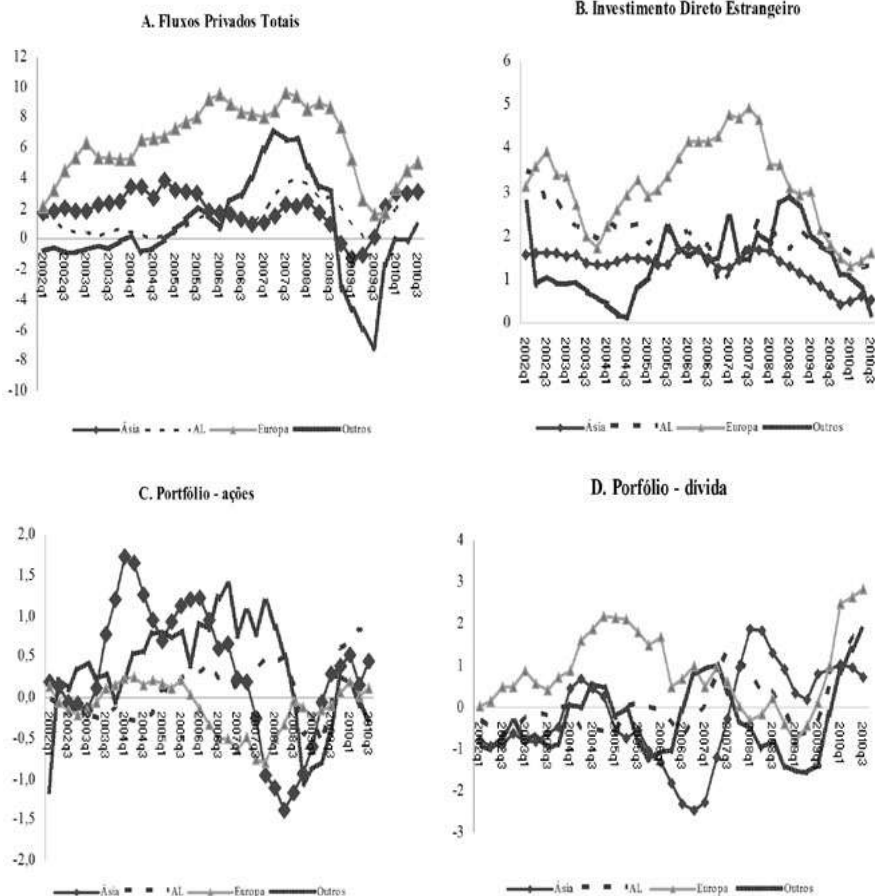 A. Fluxos Privados Totais
12
10
8
6
4
2
0
-2
-4
-6
-8
-10
2002q1
2002q3
2003q1
2003q3
2004q1
2004q3
2005q1
2005q3
2006q1
2006q3
2007q1
2007q3
2008q1
2008q3
2009q1
2009q3
2010q1
2010q3
Ásia AL Europa Outros
B. Investimento Direto Estrangeiro
6
5
4
3
2
1
0
2002q1
2002q3
2003q1
2003q3
2004q1
2004q3
2005q1
2005q3
2006q1
2006q3
2007q1
2007q3
2008q1
2008q3
2009q1
2009q3
2010q1
2010q3
Ásia AL Europa Outros
C. Portfólio - ações
2,0
1,5
1,0
0,5
0,0
-0,5
-1,0
-1,5
-2,0
2002q1
2002q3
2003q1
2003q3
2004q1
2004q3
2005q1
2005q3
2006q1
2006q3
2007q1
2007q3
2008q1
2008q3
2009q1
2009q3
2010q1
2010q3
Ásia AL Europa Outros
D. Porfólio - dívida
4
3
2
1
0
-1
-2
-3
2002q1
2002q3
2003q1
2003q3
2004q1
2004q3
2005q1
2005q3
2006q1
2006q3
2007q1
2007q3
2008q1
2008q3
2009q1
2009q3
2010q1
2010q3
Ásia AL Europa Outros